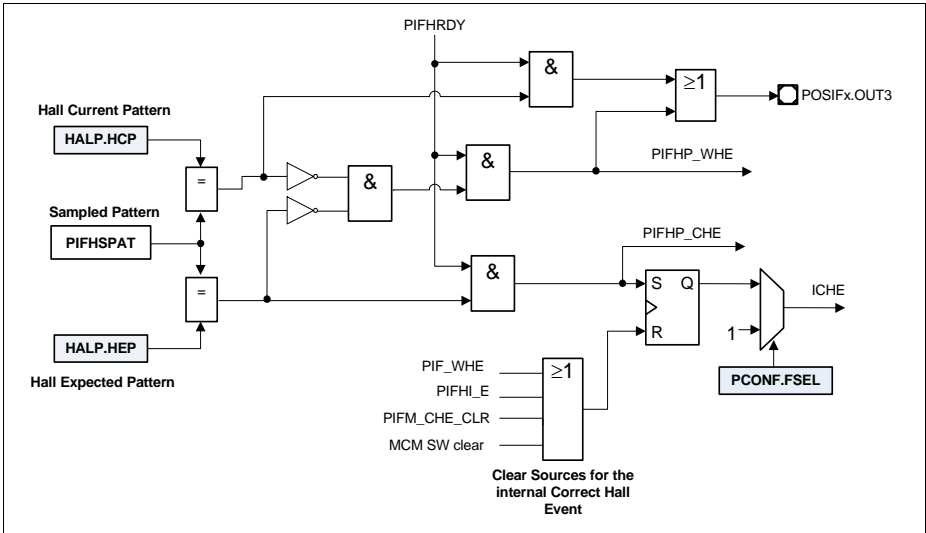 PIFHRDY
&
≥1
POSIFx.OUT3
Hall Current Pattern
HALP.HCP
=
&
&
PIFHP_WHE
Sampled Pattern
PIFHSPAT
PIFHP_CHE
=
&
S Q
R
ICHE
1
HALP.HEP
Hall Expected Pattern
PCONF.FSEL
PIF_WHE
PIFHI_E
PIFM_CHE_CLR
MCM SW clear
≥1
Clear Sources for the
internal Correct Hall
Event